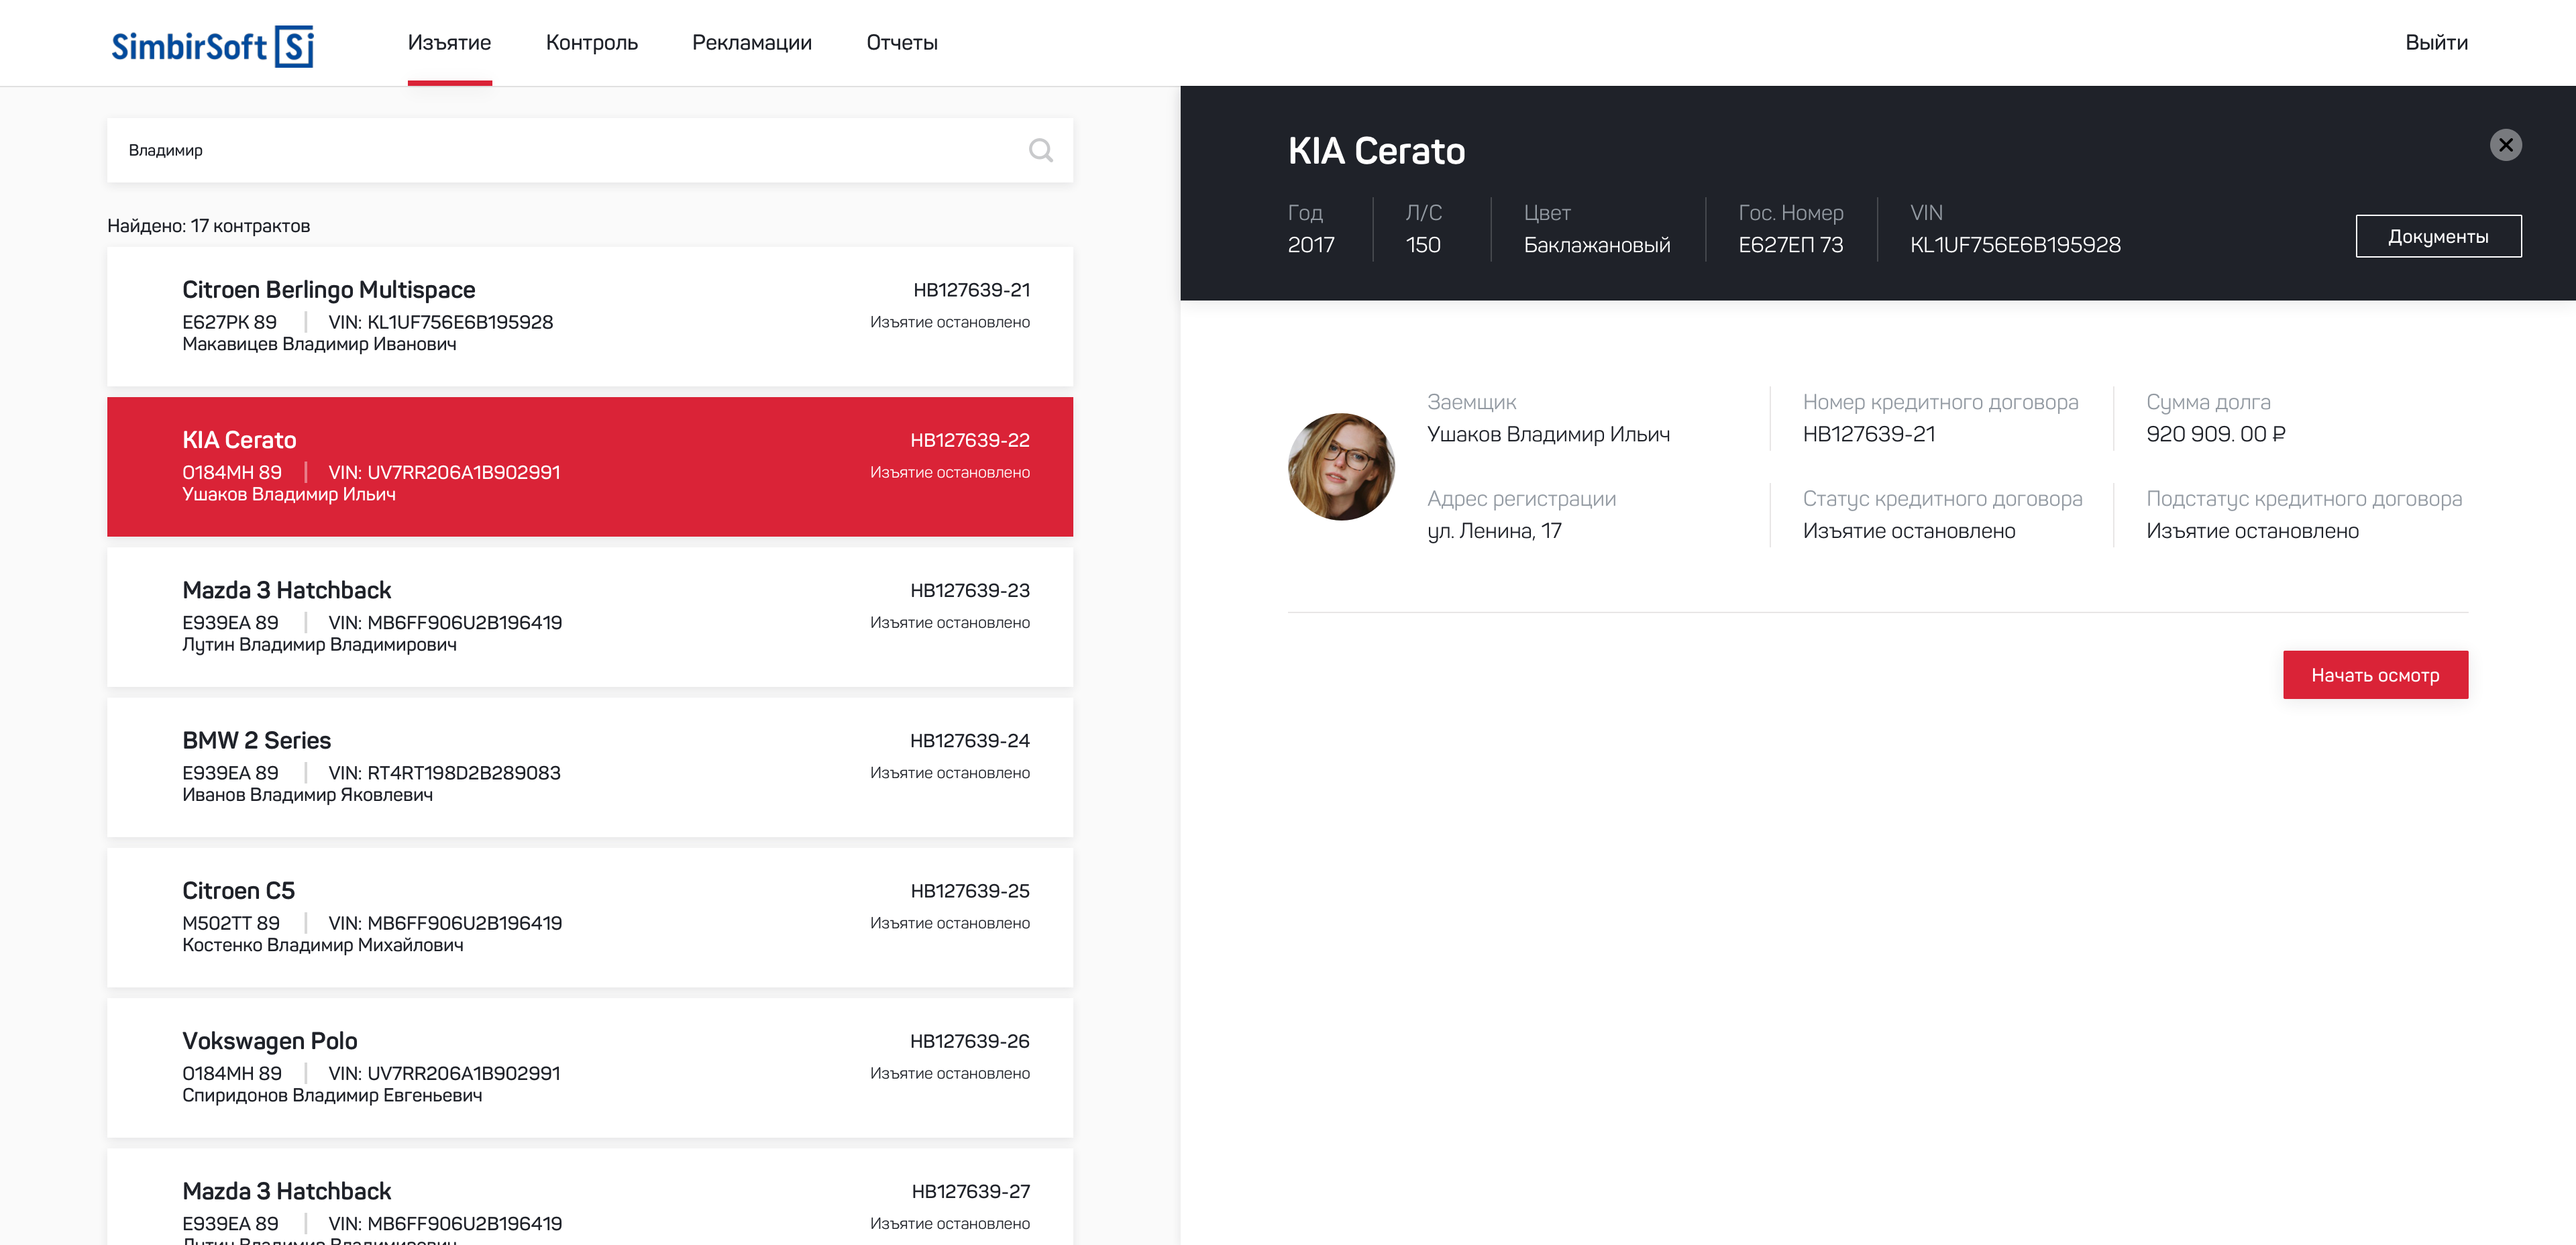 SimbirSoft Si
Изъятие Контроль Рекламации Отчеты Выйти
Владимир
Найдено: 17 контрактов
Citroen Berlingo Multispace HB127639-21
E627PK 89 VIN: KL1UF756E6B195928 Изъятие остановлено
Макавицев Владимир Иванович
KIA Cerato HB127639-22
O184MH 89 VIN: UV7RR206A1B902991 Изъятие остановлено
Ушаков Владимир Ильич
Mazda 3 Hatchback HB127639-23
E939EA 89 VIN: MB6FF906U2B196419 Изъятие остановлено
Лутин Владимир Владимирович
BMW 2 Series HB127639-24
E939EA 89 VIN: RT4RT198D2B289083 Изъятие остановлено
Иванов Владимир Яковлевич
Citroen C5 HB127639-25
M502TT 89 VIN: MB6FF906U2B196419 Изъятие остановлено
Костенко Владимир Михайлович
Vokswagen Polo HB127639-26
O184MH 89 VIN: UV7RR206A1B902991 Изъятие остановлено
Спиридонов Владимир Евгеньевич
Mazda 3 Hatchback HB127639-27
E939EA 89 VIN: MB6FF906U2B196419 Изъятие остановлено
Лутин Владимир Владимирович
KIA Cerato
Год Л/С Цвет Гос. Номер VIN
2017 150 Баклажановый Е627ЕП 73 KL1UF756E6B195928
Документы
Заемщик Номер кредитного договора Сумма долга
Ушаков Владимир Ильич HB127639-21 920 909. 00 ₽
Адрес регистрации Статус кредитного договора Подстатус кредитного договора
ул. Ленина, 17 Изъятие остановлено Изъятие остановлено
Начать осмотр